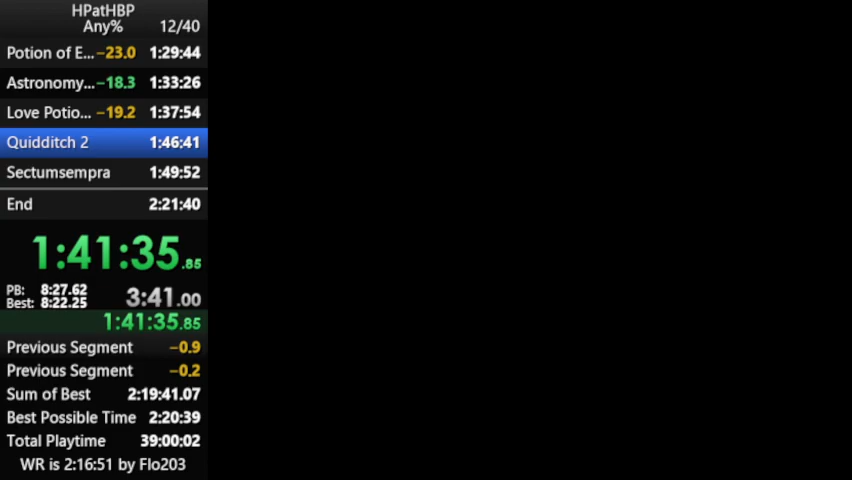 HPatHBP
Any% 12/40
Potion of E... −23.0 1:29:44
Astronomy... −18.3 1:33:26
Love Potio... −19.2 1:37:54
Quidditch 2 1:46:41
Sectumsempra 1:49:52
End 2:21:40
1:41:35.85
PB: 8:27.62 3:41.00
Best: 8:22.25
1:41:35.85
Previous Segment −0.9
Previous Segment −0.2
Sum of Best 2:19:41.07
Best Possible Time 2:20:39
Total Playtime 39:00:02
WR is 2:16:51 by Flo203